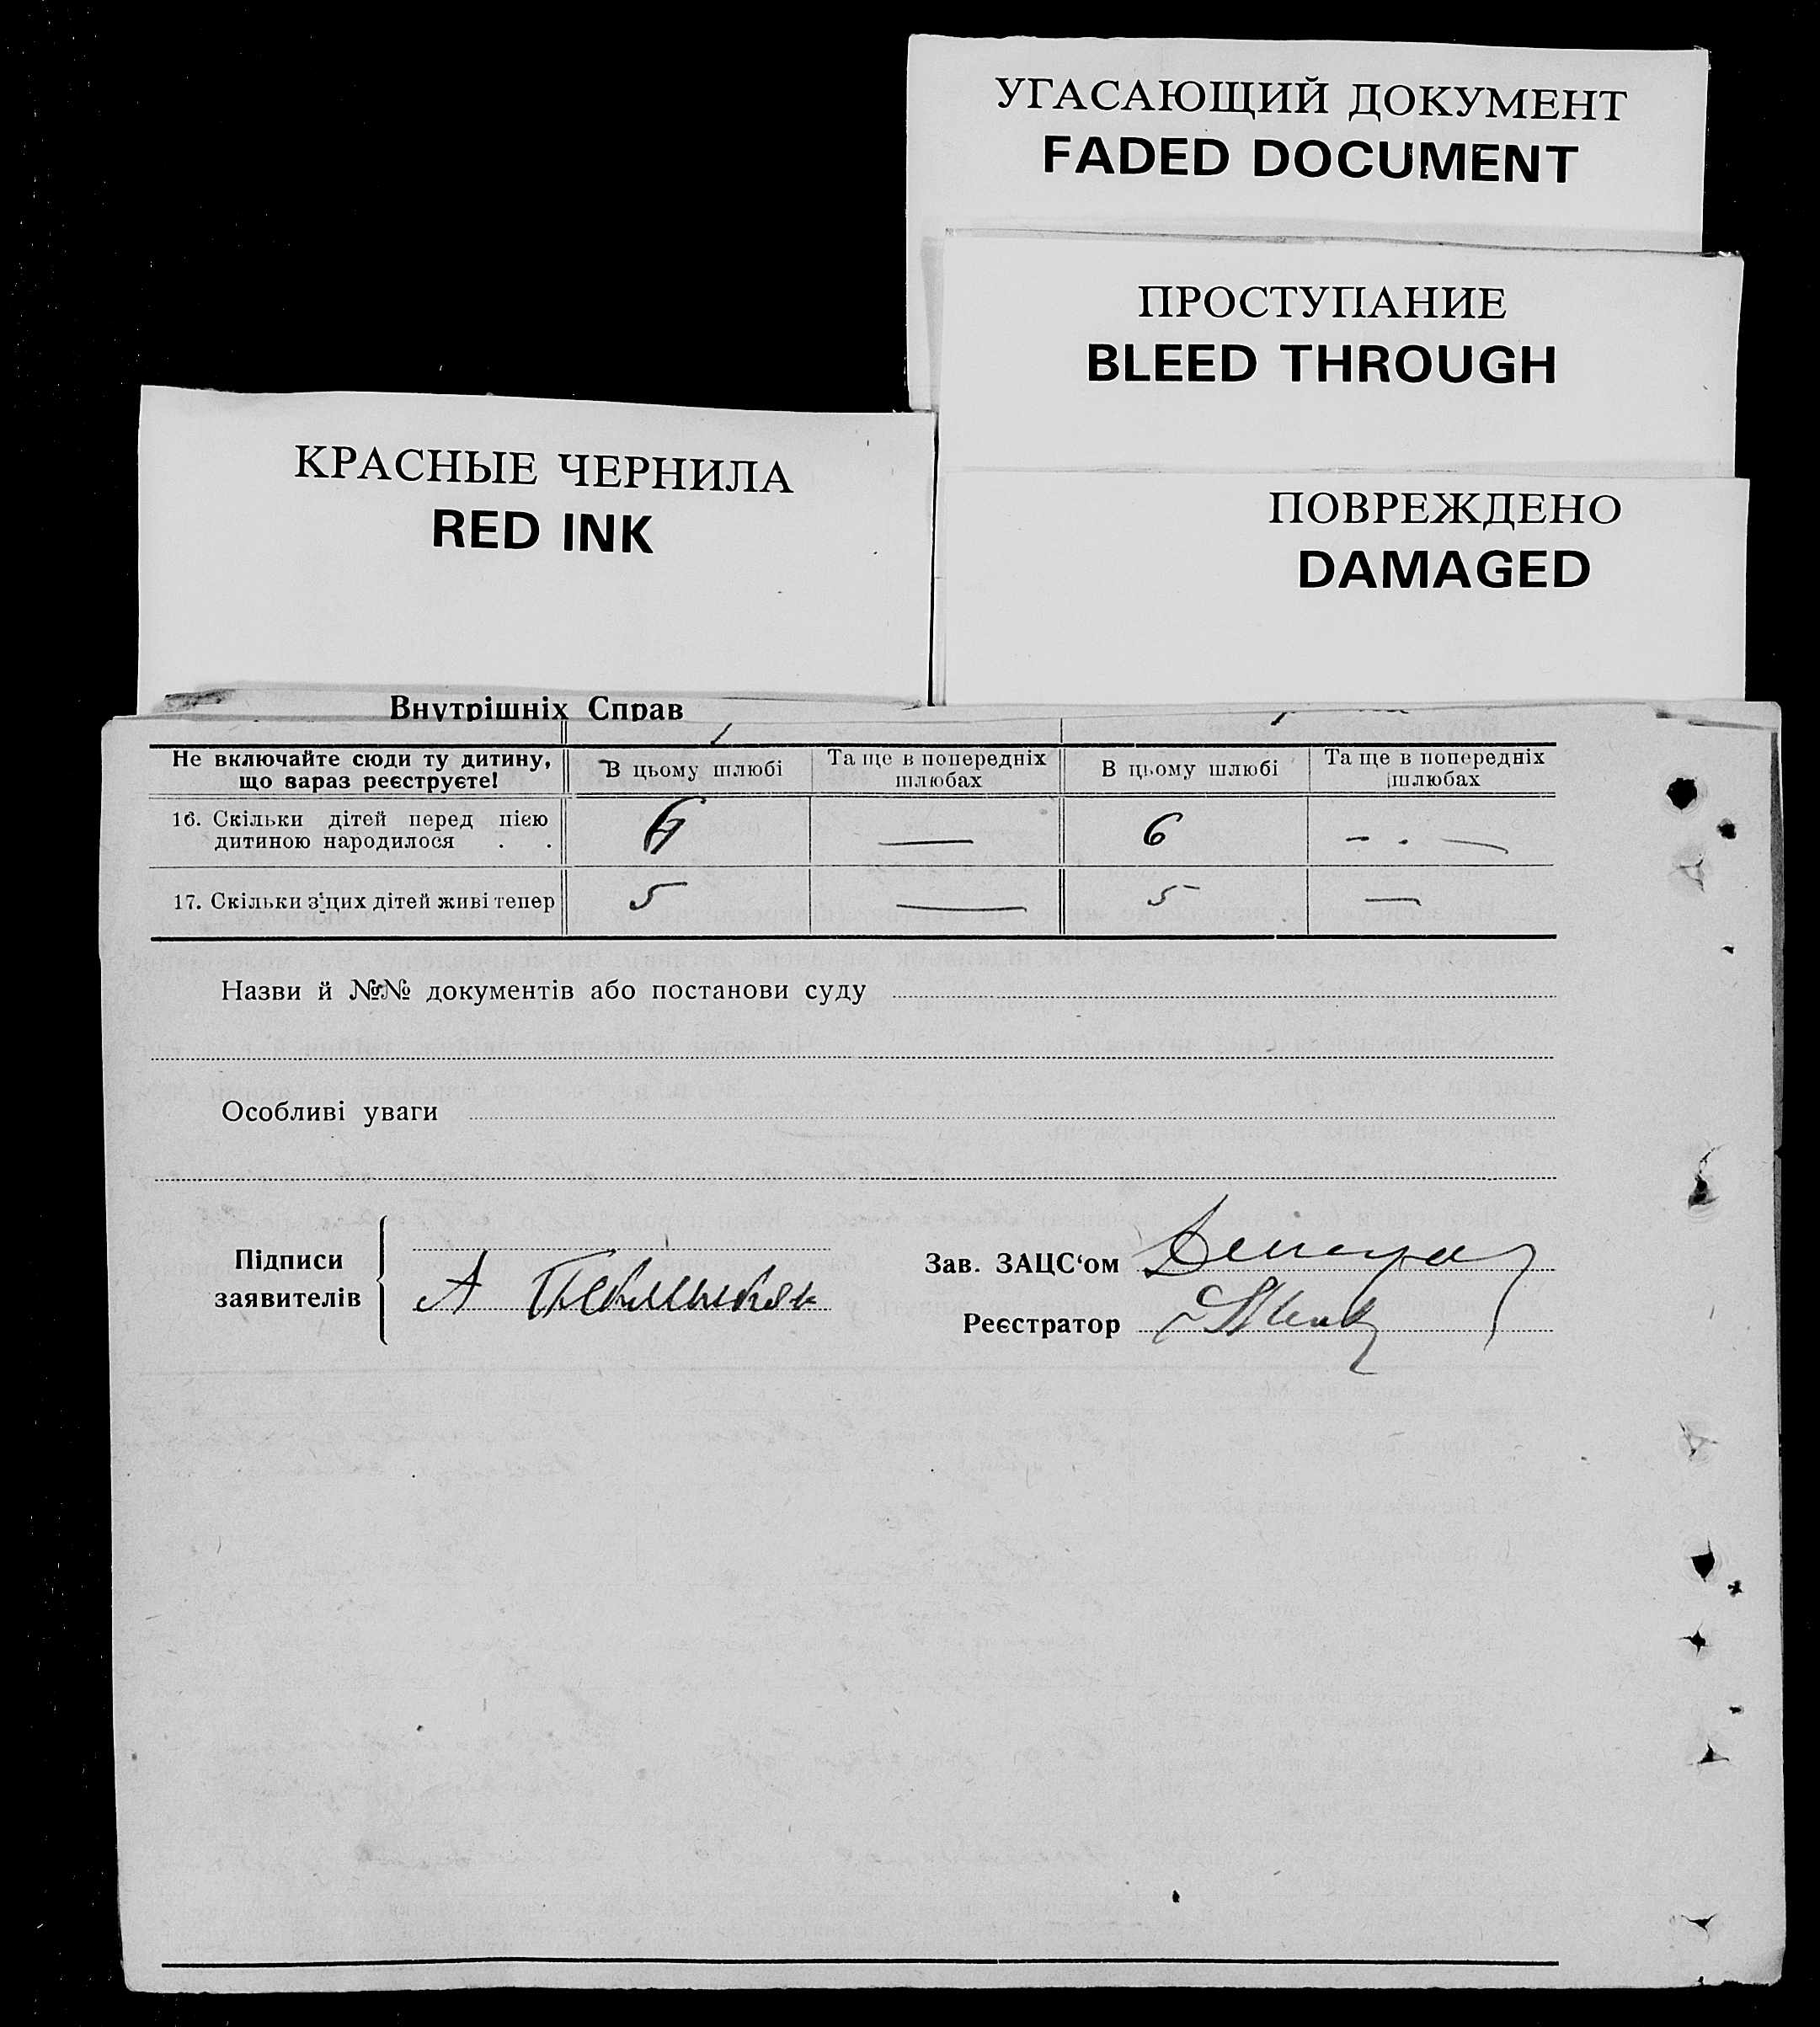 УГАСАЮЩИЙ ДОКУМЕНТ
FADED DOCUMENT
ПРОСТУПАНИЕ
BLEED THROUGH
КРАСНЫЕ ЧЕРНИЛА
RED INK
ПОВРЕЖДЕНО
DAMAGED
Внутрішніх Справ
Не включайте сюди ту дитину, що зараз реєструєте!
В цьому шлюбі
Та ще в попередніх шлюбах
В цьому шлюбі
Та ще в попередніх шлюбах
16. Скільки дітей перед цією дитиною народилося . . — 6 — . —
17. Скільки з цих дітей живі тепер 5 — 5 —
Назви й №№ документів або постанови суду
Особливі уваги
Підписи заявителів
А
Зав. ЗАЦС‘ом
Реєстратор